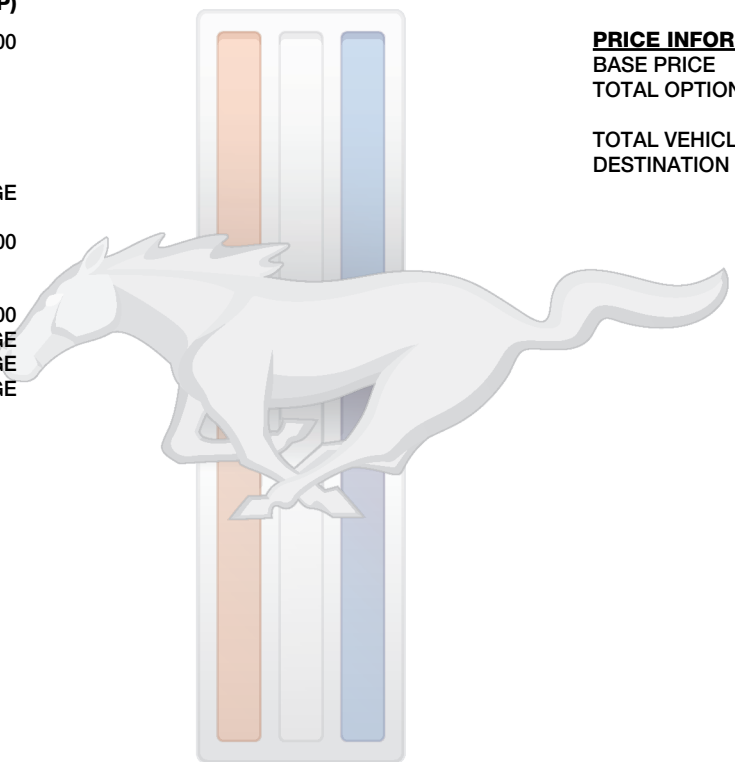 P)
00
GE
00
00
GE
GE
GE
PRICE INFOR
BASE PRICE
TOTAL OPTION
TOTAL VEHICL
DESTINATION